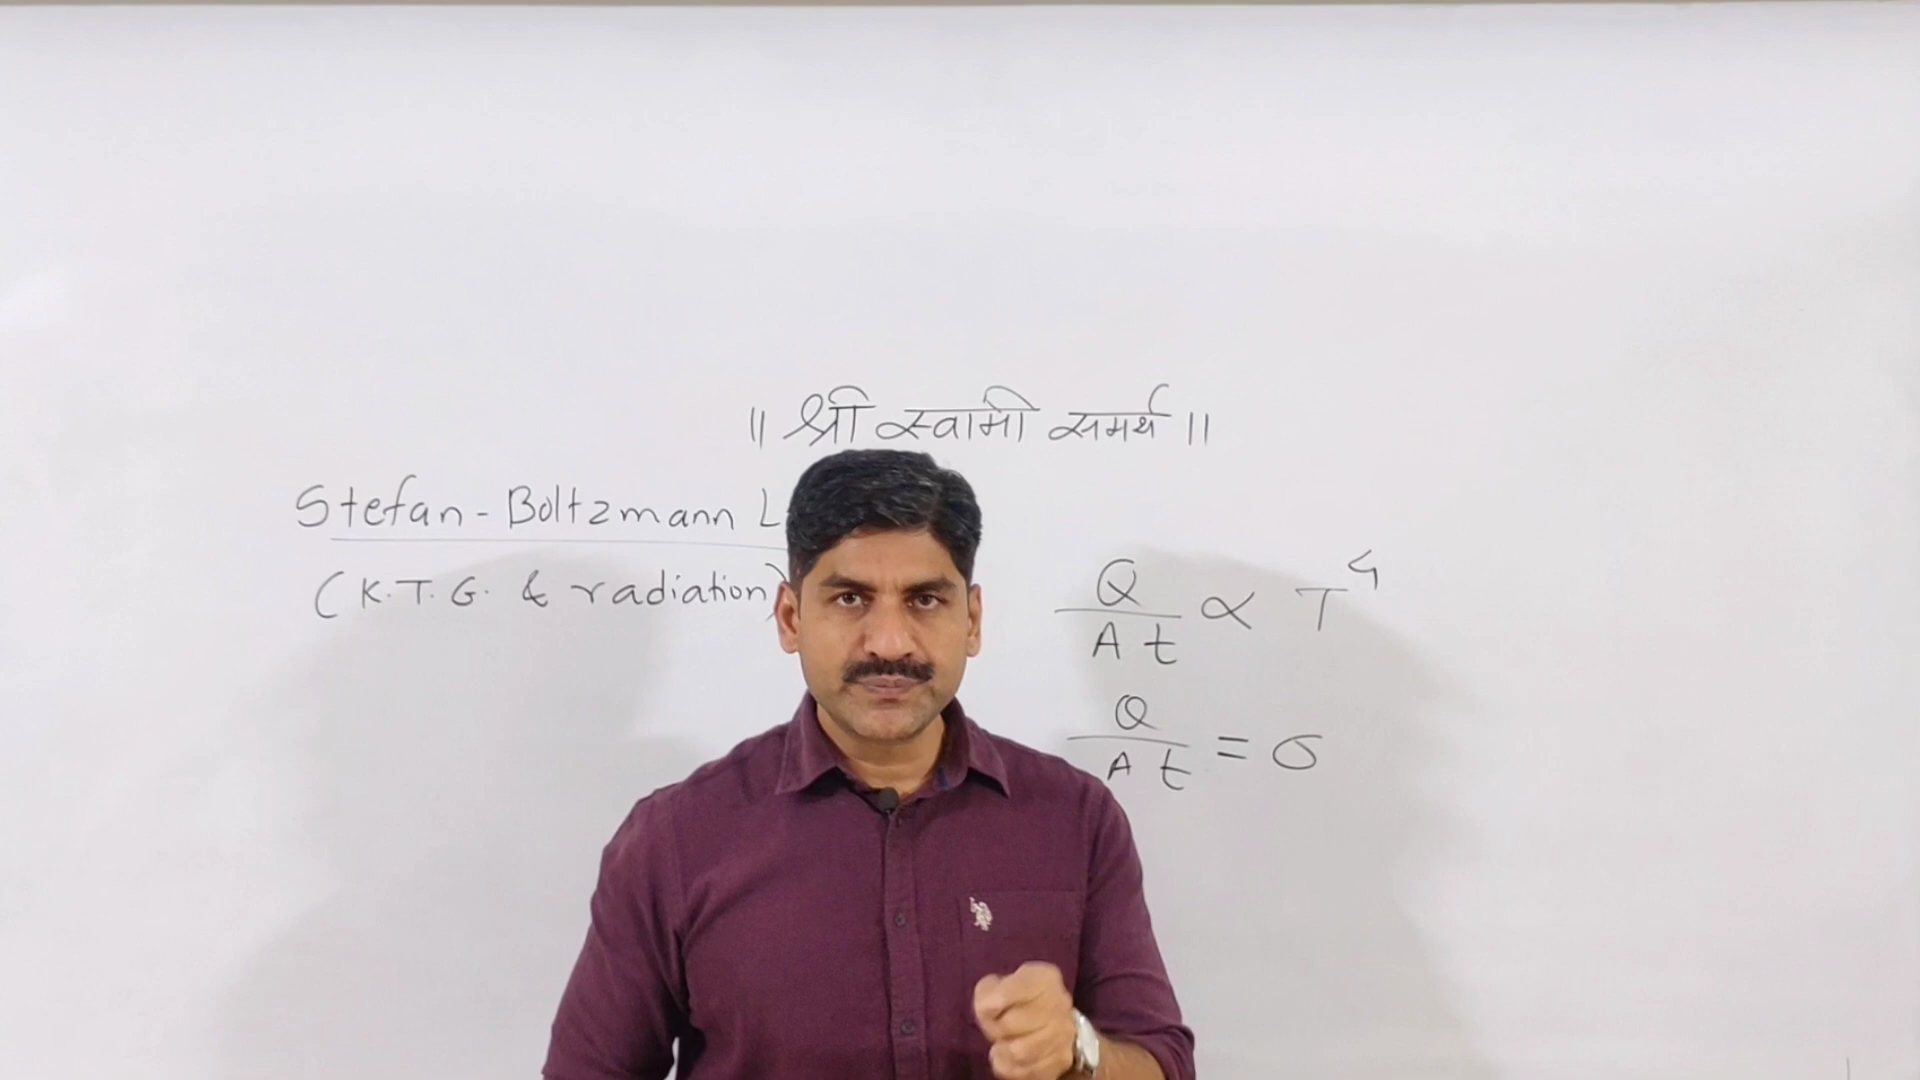 ॥ श्री स्वामी समर्थ ॥
Stefan - Boltzmann L
(K.T.G. & radiation)
Q/At ∝ T⁴
Q/At = σ